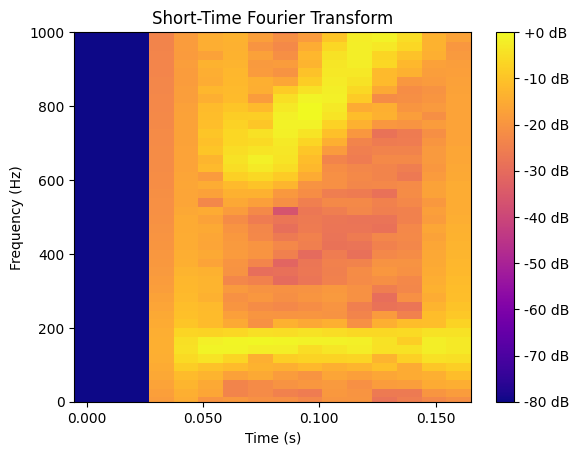 Short-Time Fourier Transform
1000
800
600
400
200
0
Frequency (Hz)
0.000
0.050
0.100
0.150
Time (s)
+0 dB
-10 dB
-20 dB
-30 dB
-40 dB
-50 dB
-60 dB
-70 dB
-80 dB